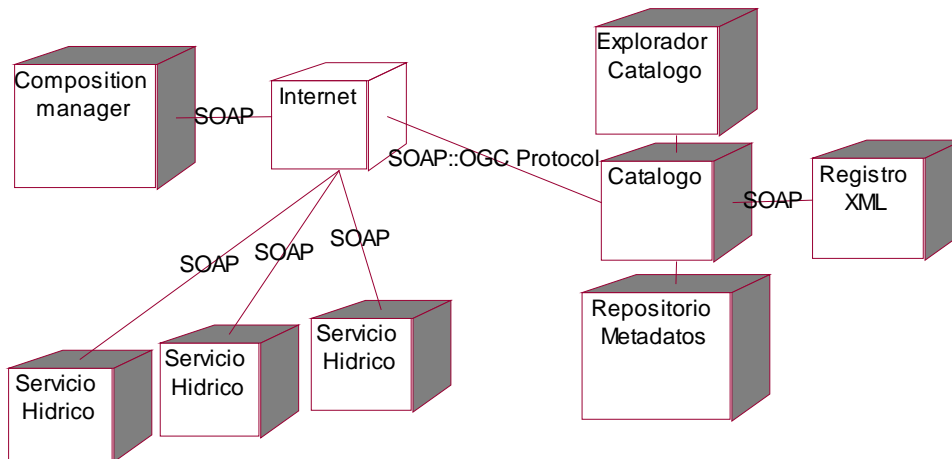 Composition
manager
SOAP
Internet
Explorador
Catalogo
SOAP::OGC Protocol
Catalogo
SOAP
Registro
XML
SOAP
SOAP
SOAP
Repositorio
Metadatos
Servicio
Hidrico
Servicio
Hidrico
Servicio
Hidrico